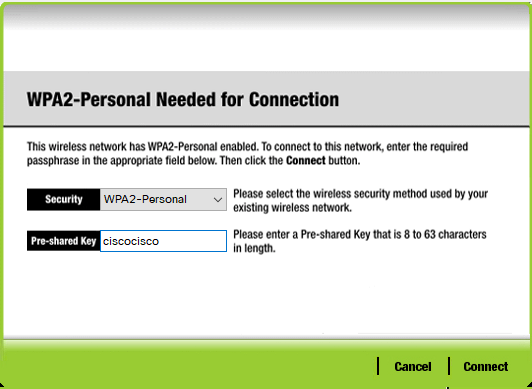 WPA2-Personal Needed for Connection
This wireless network has WPA2-Personal enabled. To connect to this network, enter the required
passphrase in the appropriate field below. Then click the Connect button.
Security WPA2-Personal Please select the wireless security method used by your
existing wireless network.
Pre-shared Key ciscocisco Please enter a Pre-shared Key that is 8 to 63 characters
in length.
Cancel Connect